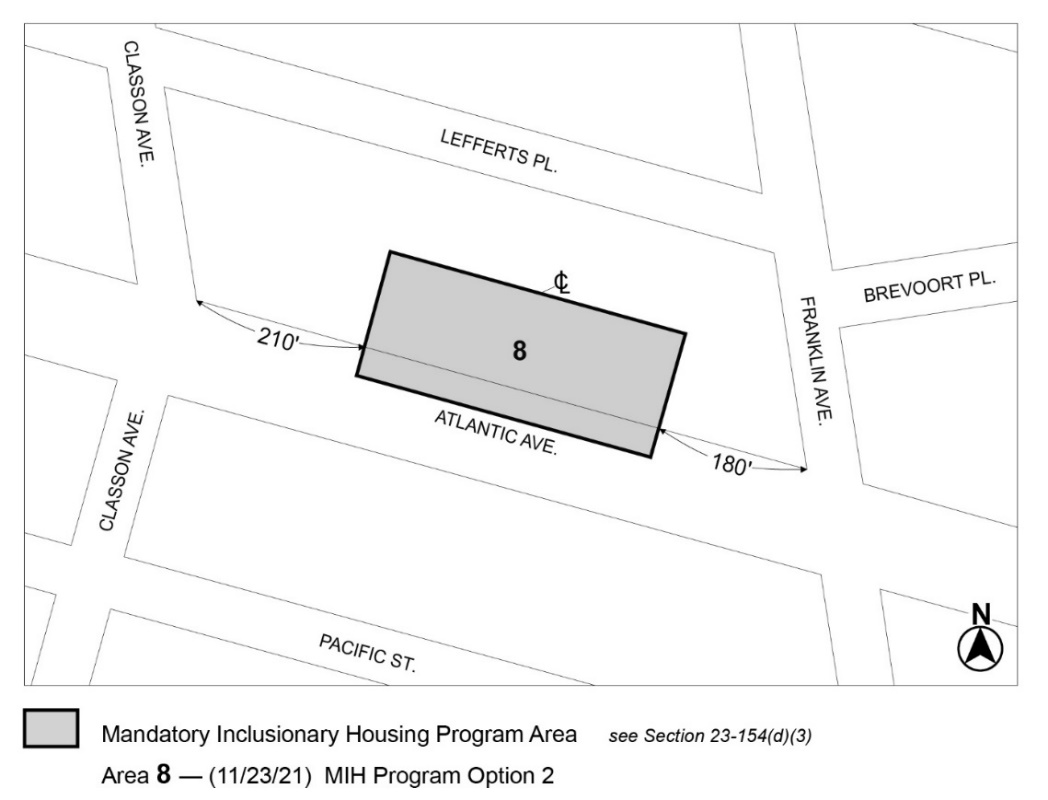 CLASSON AVE.
LEFFERTS PL.
℄
BREVOORT PL.
FRANKLIN AVE.
210'
8
ATLANTIC AVE.
180'
CLASSON AVE.
PACIFIC ST.
N
Mandatory Inclusionary Housing Program Area see Section 23-154(d)(3)
Area 8 — (11/23/21) MIH Program Option 2